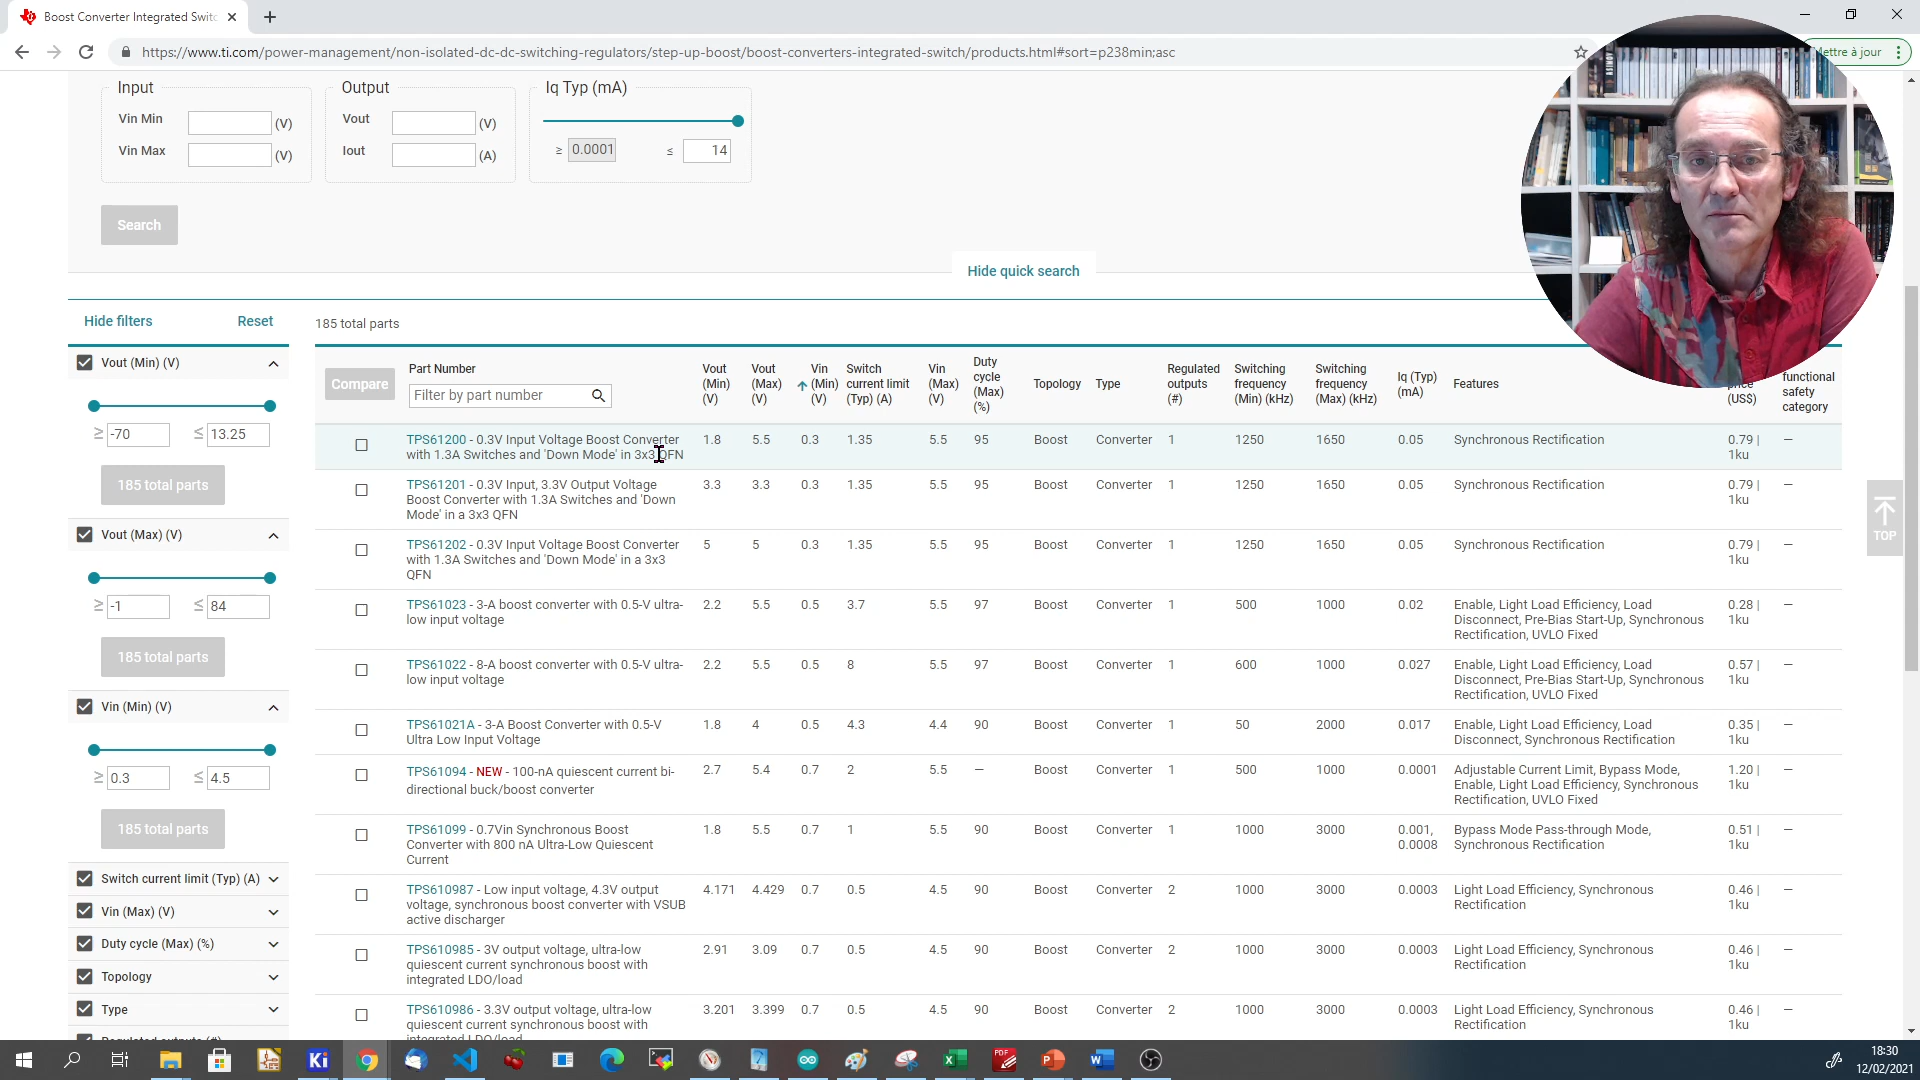 Boost Converter Integrated Switc
https://www.ti.com/power-management/non-isolated-dc-dc-switching-regulators/step-up-boost/boost-converters-integrated-switch/products.html#sort=p238min;asc
Mettre à jour
Input
Output
Iq Typ (mA)
Vin Min (V)
Vout (V)
Vin Max (V)
Iout (A)
≥ 0.0001 ≤ 14
Search
Hide quick search
Hide filters Reset
185 total parts
Vout (Min) (V)
≥ -70 ≤ 13.25
185 total parts
Vout (Max) (V)
≥ -1 ≤ 84
185 total parts
Vin (Min) (V)
≥ 0.3 ≤ 4.5
185 total parts
Switch current limit (Typ) (A)
Vin (Max) (V)
Duty cycle (Max) (%)
Topology
Type
Compare
Part Number
Filter by part number
Vout (Min) (V)
Vout (Max) (V)
Vin (Min) (V)
Switch current limit (Typ) (A)
Vin (Max) (V)
Duty cycle (Max) (%)
Topology
Type
Regulated outputs (#)
Switching frequency (Min) (kHz)
Switching frequency (Max) (kHz)
Iq (Typ) (mA)
Features
price (US$)
functional safety category
TPS61200 - 0.3V Input Voltage Boost Converter 1.8 5.5 0.3 1.35 5.5 95 Boost Converter 1 1250 1650 0.05 Synchronous Rectification 0.79 | —
with 1.3A Switches and 'Down Mode' in 3x3 QFN 1ku
TPS61201 - 0.3V Input, 3.3V Output Voltage 3.3 3.3 0.3 1.35 5.5 95 Boost Converter 1 1250 1650 0.05 Synchronous Rectification 0.79 | —
Boost Converter with 1.3A Switches and 'Down 1ku
Mode' in a 3x3 QFN
TPS61202 - 0.3V Input Voltage Boost Converter 5 5 0.3 1.35 5.5 95 Boost Converter 1 1250 1650 0.05 Synchronous Rectification 0.79 | —
with 1.3A Switches and 'Down Mode' in a 3x3 1ku
QFN
TPS61023 - 3-A boost converter with 0.5-V ultra- 2.2 5.5 0.5 3.7 5.5 97 Boost Converter 1 500 1000 0.02 Enable, Light Load Efficiency, Load 0.28 | —
low input voltage Disconnect, Pre-Bias Start-Up, Synchronous 1ku
Rectification, UVLO Fixed
TPS61022 - 8-A boost converter with 0.5-V ultra- 2.2 5.5 0.5 8 5.5 97 Boost Converter 1 600 1000 0.027 Enable, Light Load Efficiency, Load 0.57 | —
low input voltage Disconnect, Pre-Bias Start-Up, Synchronous 1ku
Rectification, UVLO Fixed
TPS61021A - 3-A Boost Converter with 0.5-V 1.8 4 0.5 4.3 4.4 90 Boost Converter 1 50 2000 0.017 Enable, Light Load Efficiency, Load 0.35 | —
Ultra Low Input Voltage Disconnect, Synchronous Rectification 1ku
TPS61094 - NEW - 100-nA quiescent current bi- 2.7 5.4 0.7 2 5.5 — Boost Converter 1 500 1000 0.0001 Adjustable Current Limit, Bypass Mode, 1.20 | —
directional buck/boost converter Enable, Light Load Efficiency, Synchronous 1ku
Rectification, UVLO Fixed
TPS61099 - 0.7Vin Synchronous Boost 1.8 5.5 0.7 1 5.5 90 Boost Converter 1 1000 3000 0.001, Bypass Mode Pass-through Mode, 0.51 | —
Converter with 800 nA Ultra-Low Quiescent 0.0008 Synchronous Rectification 1ku
Current
TPS610987 - Low input voltage, 4.3V output 4.171 4.429 0.7 0.5 4.5 90 Boost Converter 2 1000 3000 0.0003 Light Load Efficiency, Synchronous 0.46 | —
voltage, synchronous boost converter with VSUB Rectification 1ku
active discharger
TPS610985 - 3V output voltage, ultra-low 2.91 3.09 0.7 0.5 4.5 90 Boost Converter 2 1000 3000 0.0003 Light Load Efficiency, Synchronous 0.46 | —
quiescent current synchronous boost with Rectification 1ku
integrated LDO/load
TPS610986 - 3.3V output voltage, ultra-low 3.201 3.399 0.7 0.5 4.5 90 Boost Converter 2 1000 3000 0.0003 Light Load Efficiency, Synchronous 0.46 | —
quiescent current synchronous boost with Rectification 1ku
integrated LDO/load
TOP
Ki
PDF
18:30
12/02/2021